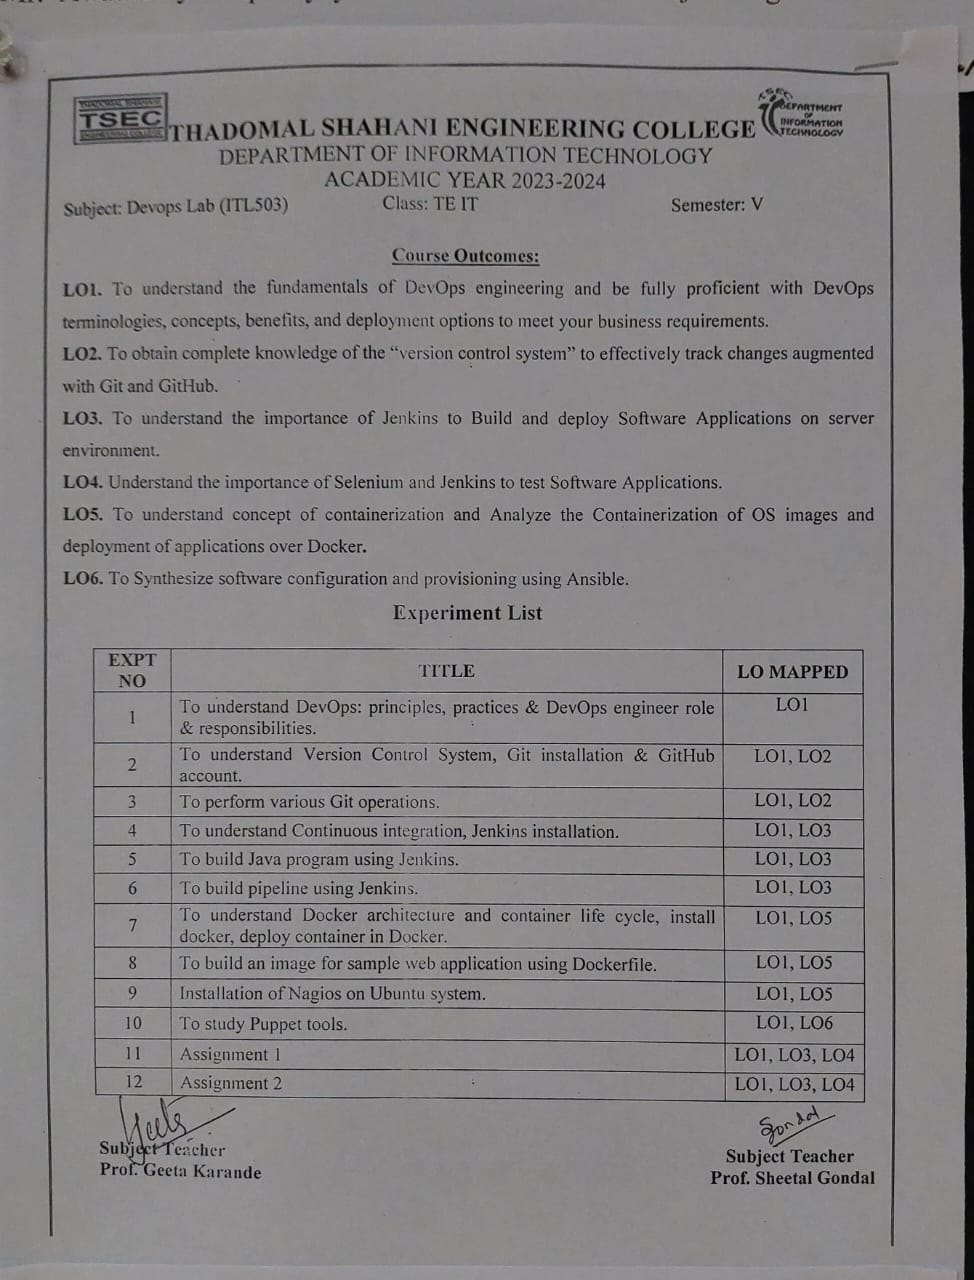 THADOMAL SHAHANI
TSEC
ENGINEERING COLLEGE
TSEC
DEPARTMENT
OF
INFORMATION
TECHNOLOGY
THADOMAL SHAHANI ENGINEERING COLLEGE
DEPARTMENT OF INFORMATION TECHNOLOGY
ACADEMIC YEAR 2023-2024
Subject: Devops Lab (ITL503) Class: TE IT Semester: V
Course Outcomes:
LO1. To understand the fundamentals of DevOps engineering and be fully proficient with DevOps
terminologies, concepts, benefits, and deployment options to meet your business requirements.
LO2. To obtain complete knowledge of the “version control system” to effectively track changes augmented
with Git and GitHub.
LO3. To understand the importance of Jenkins to Build and deploy Software Applications on server
environment.
LO4. Understand the importance of Selenium and Jenkins to test Software Applications.
LO5. To understand concept of containerization and Analyze the Containerization of OS images and
deployment of applications over Docker.
LO6. To Synthesize software configuration and provisioning using Ansible.
Experiment List
EXPT
NO
TITLE
LO MAPPED
1
To understand DevOps: principles, practices & DevOps engineer role
& responsibilities.
LO1
2
To understand Version Control System, Git installation & GitHub
account.
LO1, LO2
3 To perform various Git operations. LO1, LO2
4 To understand Continuous integration, Jenkins installation. LO1, LO3
5 To build Java program using Jenkins. LO1, LO3
6 To build pipeline using Jenkins. LO1, LO3
7
To understand Docker architecture and container life cycle, install
docker, deploy container in Docker.
LO1, LO5
8 To build an image for sample web application using Dockerfile. LO1, LO5
9 Installation of Nagios on Ubuntu system. LO1, LO5
10 To study Puppet tools. LO1, LO6
11 Assignment 1 LO1, LO3, LO4
12 Assignment 2 LO1, LO3, LO4
Subject Teacher
Prof. Geeta Karande
Gondal
Subject Teacher
Prof. Sheetal Gondal